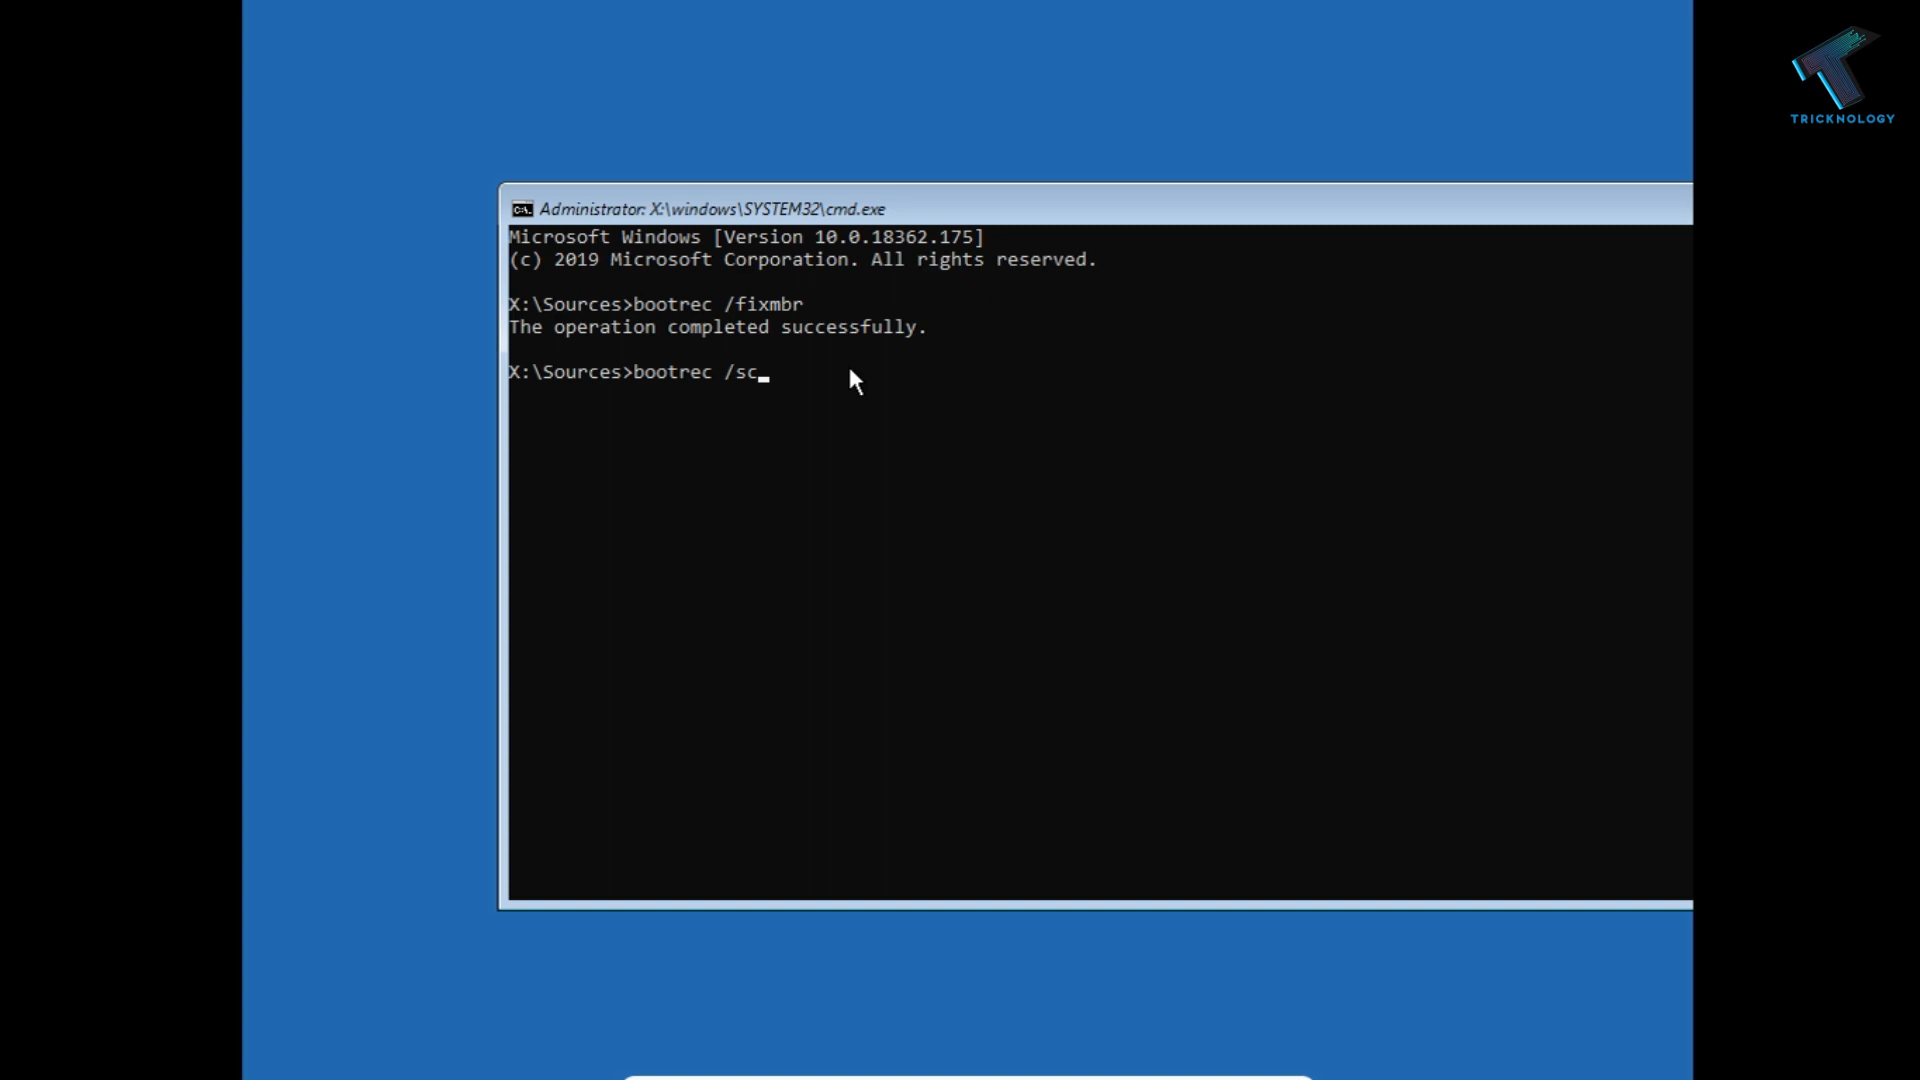 TRICKNOLOGY
Administrator: X:\windows\SYSTEM32\cmd.exe
Microsoft Windows [Version 10.0.18362.175]
(c) 2019 Microsoft Corporation. All rights reserved.
X:\Sources>bootrec /fixmbr
The operation completed successfully.
X:\Sources>bootrec /sc